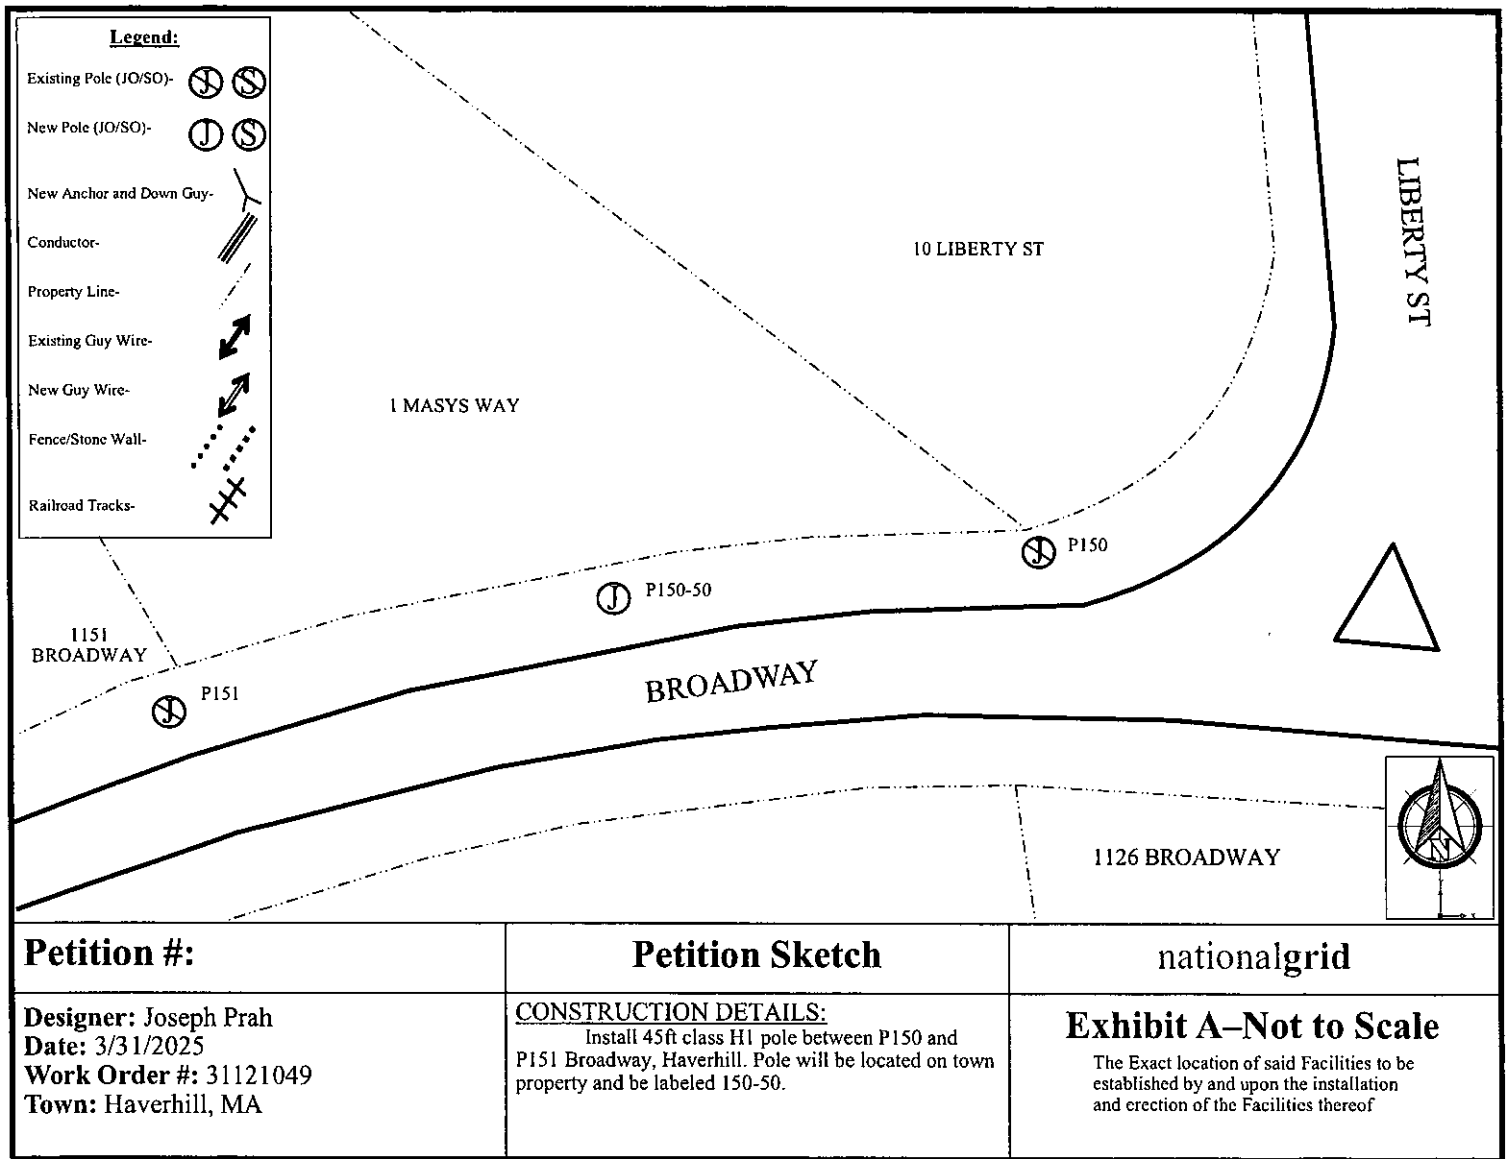 Legend:
Existing Pole (JO/SO)- J S
New Pole (JO/SO)- J S
New Anchor and Down Guy-
Conductor-
Property Line-
Existing Guy Wire-
New Guy Wire-
Fence/Stone Wall-
Railroad Tracks-
10 LIBERTY ST
LIBERTY ST
1 MASYS WAY
J P150
J P150-50
1151
BROADWAY
J P151
BROADWAY
1126 BROADWAY
N
Y
X
Petition #:
Designer: Joseph Prah
Date: 3/31/2025
Work Order #: 31121049
Town: Haverhill, MA
Petition Sketch
CONSTRUCTION DETAILS:
Install 45ft class H1 pole between P150 and
P151 Broadway, Haverhill. Pole will be located on town
property and be labeled 150-50.
nationalgrid
Exhibit A–Not to Scale
The Exact location of said Facilities to be
established by and upon the installation
and erection of the Facilities thereof